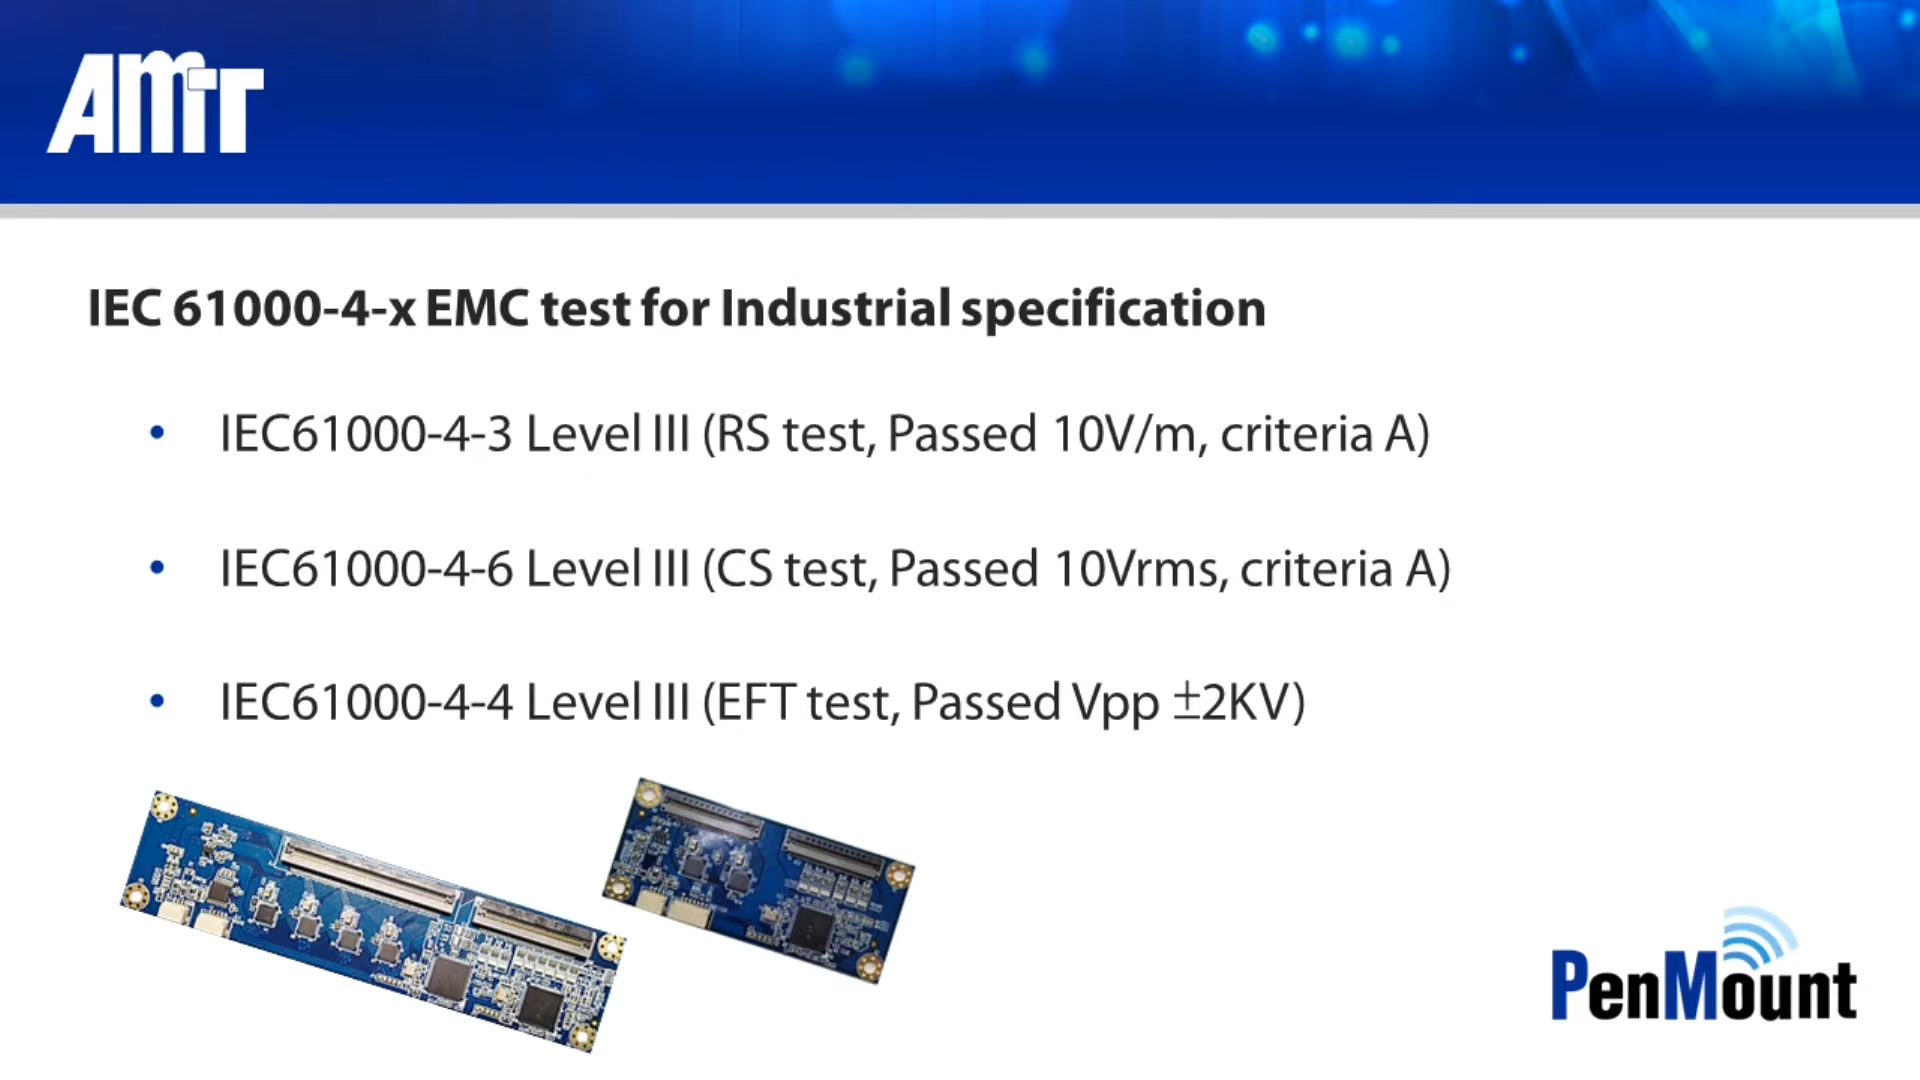 AMIT
IEC 61000-4-x EMC test for Industrial specification
• IEC61000-4-3 Level III (RS test, Passed 10V/m, criteria A)
• IEC61000-4-6 Level III (CS test, Passed 10Vrms, criteria A)
• IEC61000-4-4 Level III (EFT test, Passed Vpp ±2KV)
PenMount